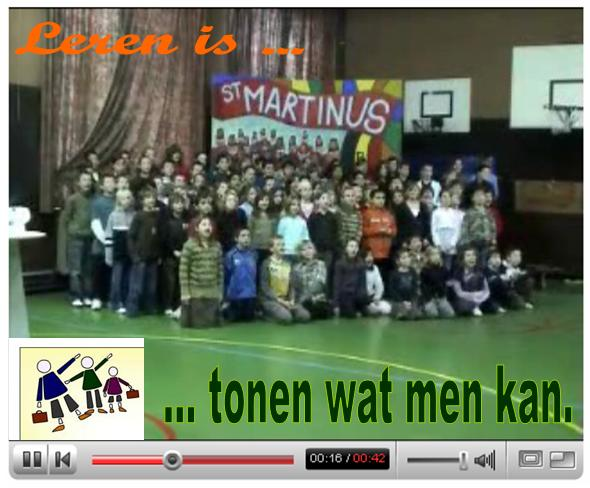 Leren is ...
ST MARTINUS
... tonen wat men kan.
00:16 / 00:42